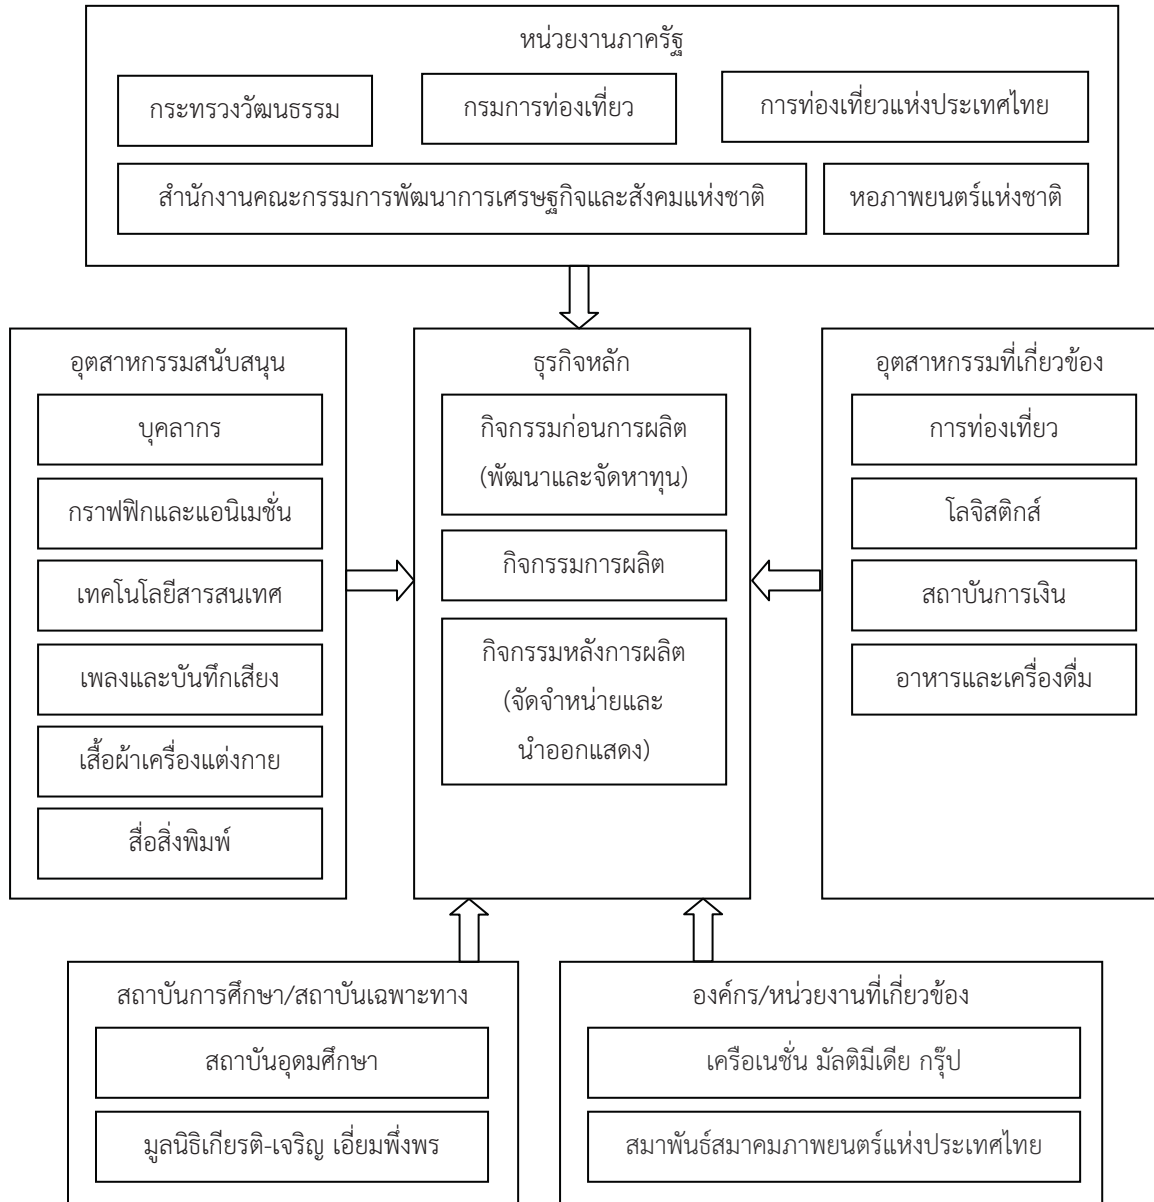 หน่วยงานภาครัฐ
กระทรวงวัฒนธรรม
กรมการท่องเที่ยว
การท่องเที่ยวแห่งประเทศไทย
สำนักงานคณะกรรมการพัฒนาการเศรษฐกิจและสังคมแห่งชาติ
หอภาพยนตร์แห่งชาติ
อุตสาหกรรมสนับสนุน
บุคลากร
กราฟฟิกและแอนิเมชั่น
เทคโนโลยีสารสนเทศ
เพลงและบันทึกเสียง
เสื้อผ้าเครื่องแต่งกาย
สื่อสิ่งพิมพ์
ธุรกิจหลัก
กิจกรรมก่อนการผลิต
(พัฒนาและจัดหาทุน)
กิจกรรมการผลิต
กิจกรรมหลังการผลิต
(จัดจำหน่ายและ
นำออกแสดง)
อุตสาหกรรมที่เกี่ยวข้อง
การท่องเที่ยว
โลจิสติกส์
สถาบันการเงิน
อาหารและเครื่องดื่ม
สถาบันการศึกษา/สถาบันเฉพาะทาง
สถาบันอุดมศึกษา
มูลนิธิเกียรติ-เจริญ เอี่ยมพึ่งพร
องค์กร/หน่วยงานที่เกี่ยวข้อง
เครือเนชั่น มัลติมีเดีย กรุ๊ป
สมาพันธ์สมาคมภาพยนตร์แห่งประเทศไทย